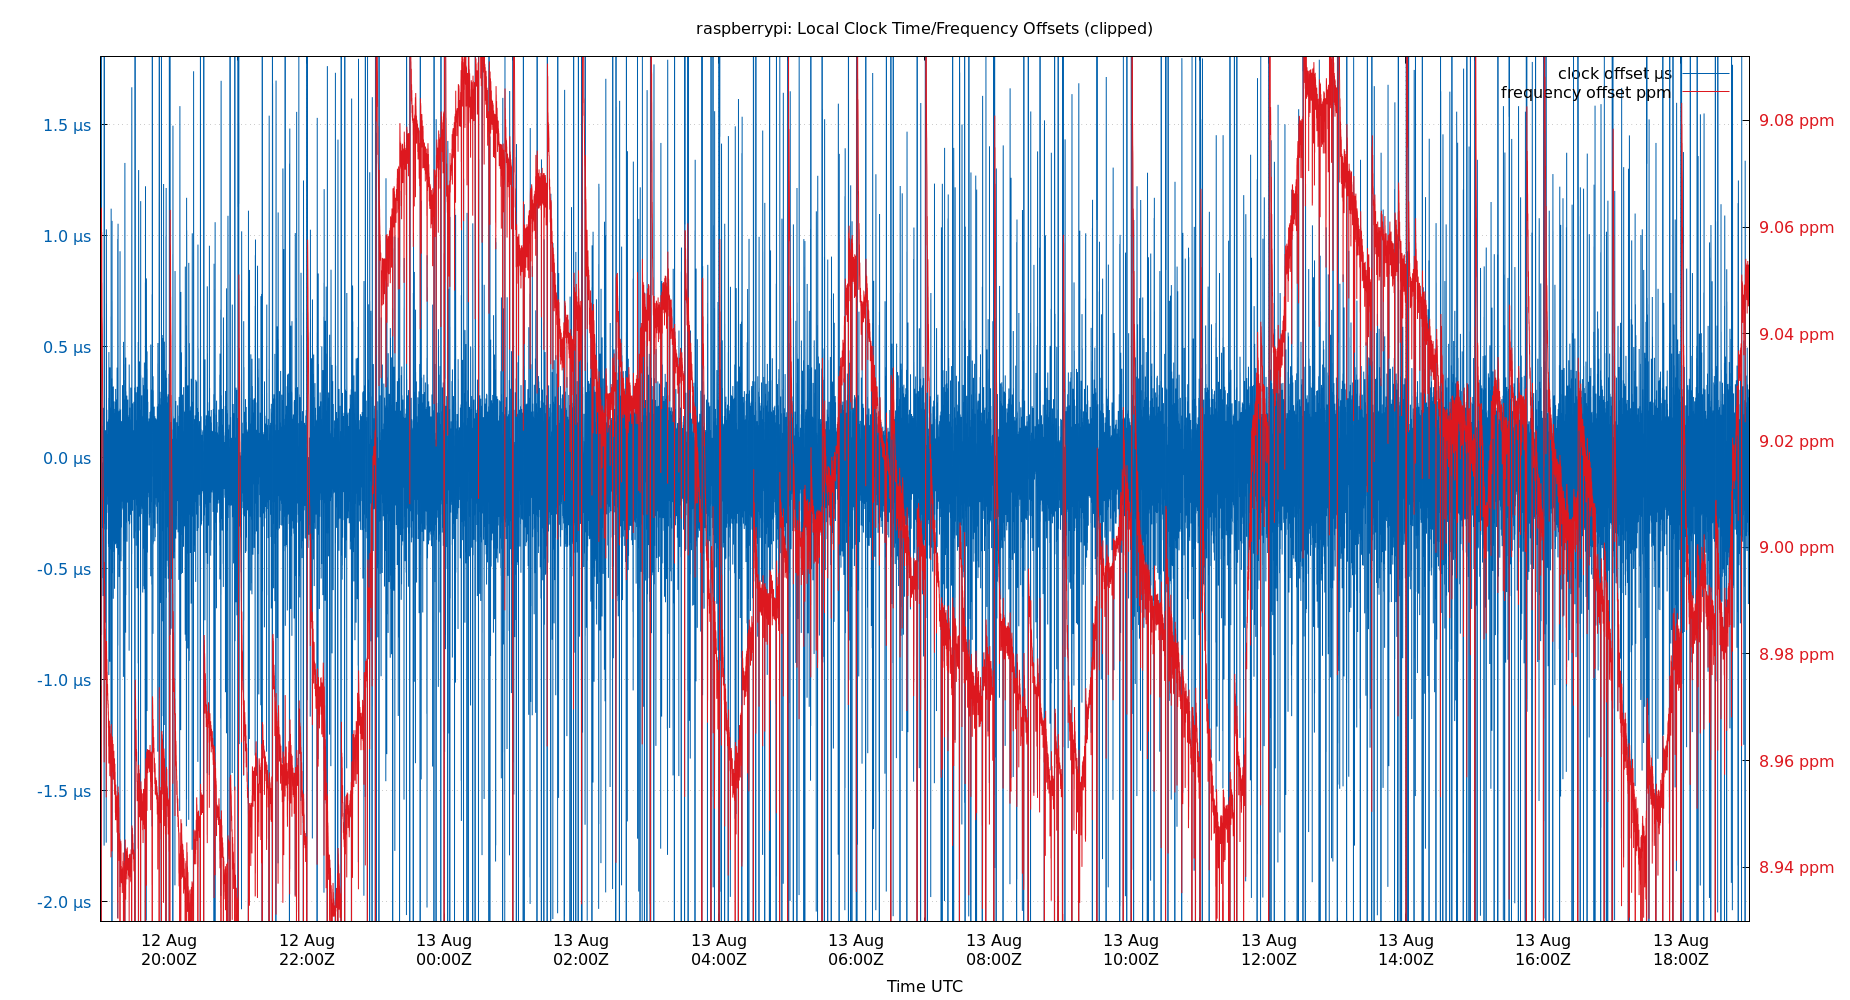 raspberrypi: Local Clock Time/Frequency Offsets (clipped)
clock offset µs
frequency offset ppm
1.5 µs
1.0 µs
0.5 µs
0.0 µs
-0.5 µs
-1.0 µs
-1.5 µs
-2.0 µs
9.08 ppm
9.06 ppm
9.04 ppm
9.02 ppm
9.00 ppm
8.98 ppm
8.96 ppm
8.94 ppm
12 Aug
20:00Z
12 Aug
22:00Z
13 Aug
00:00Z
13 Aug
02:00Z
13 Aug
04:00Z
13 Aug
06:00Z
13 Aug
08:00Z
13 Aug
10:00Z
13 Aug
12:00Z
13 Aug
14:00Z
13 Aug
16:00Z
13 Aug
18:00Z
Time UTC